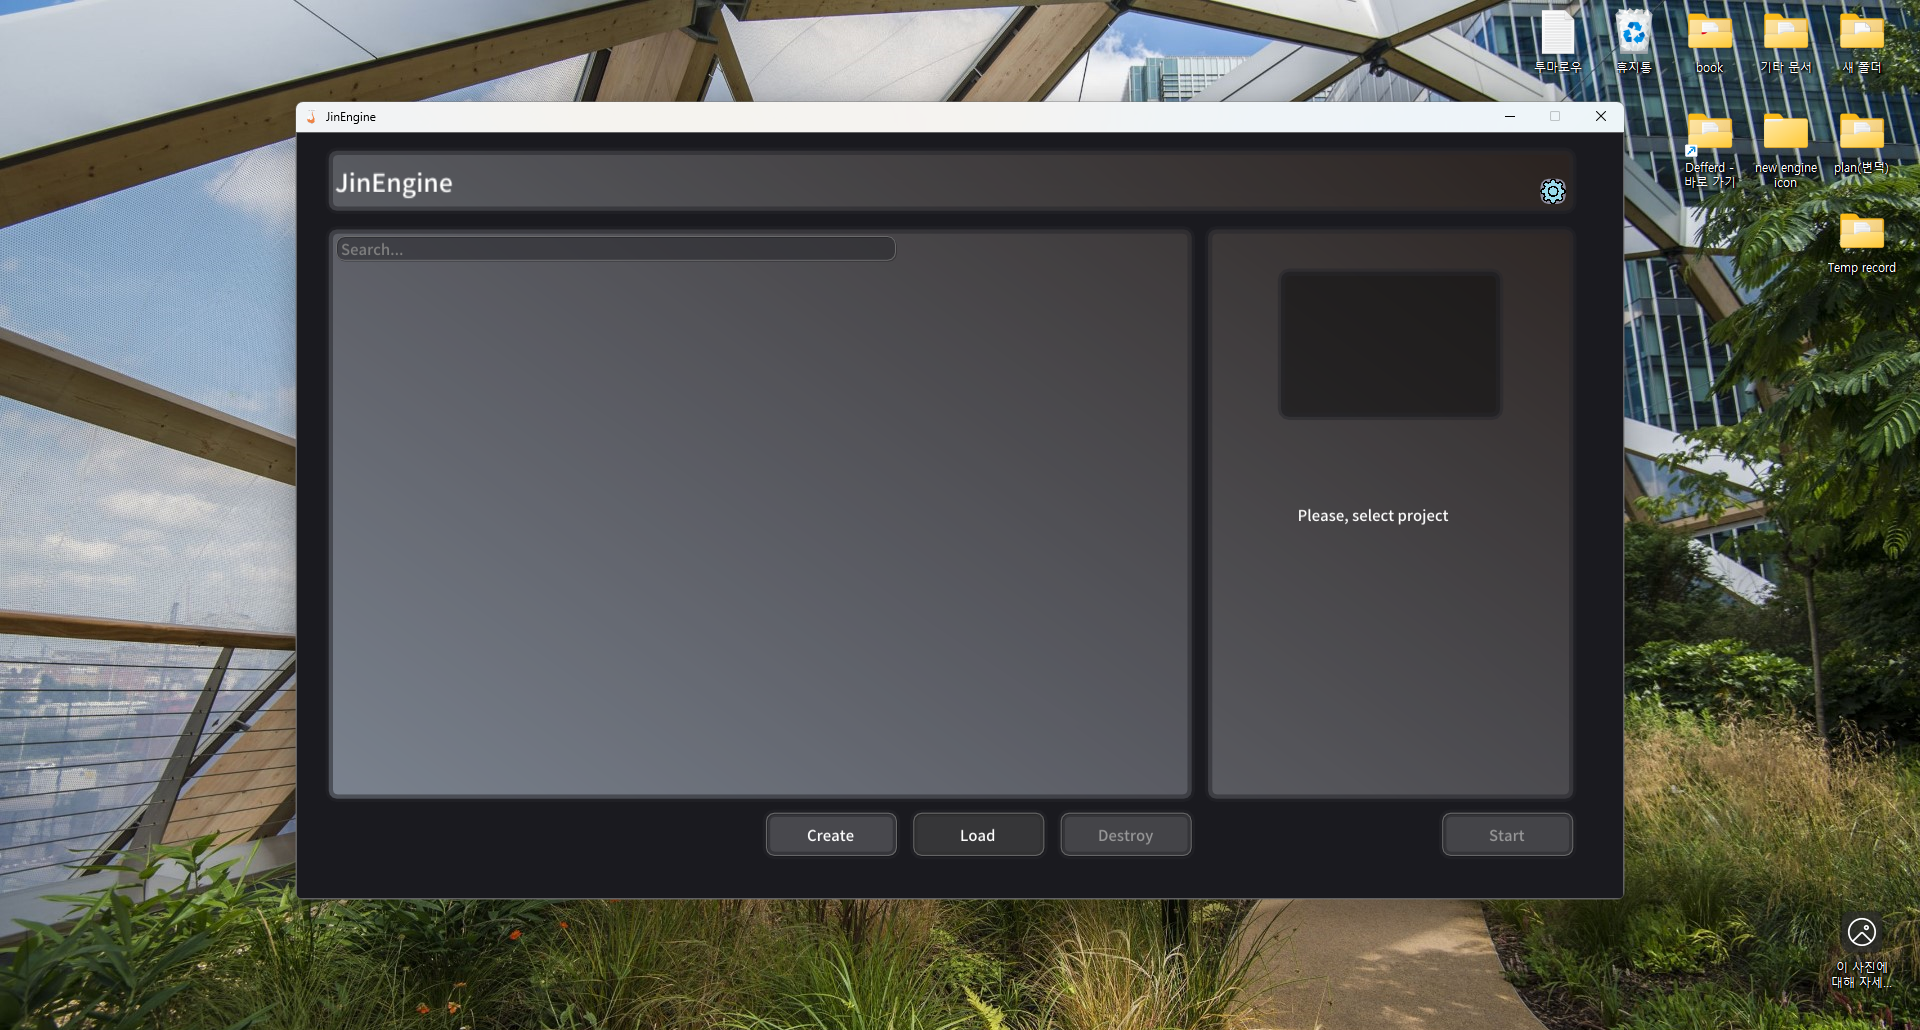 투마로우
휴지통
book
기타 문서
새 폴더
JinEngine
JinEngine
Defferd -
바로 가기
new engine
icon
plan(변덕)
Search...
Temp record
Please, select project
Create
Load
Destroy
Start
이 사진에
대해 자세...